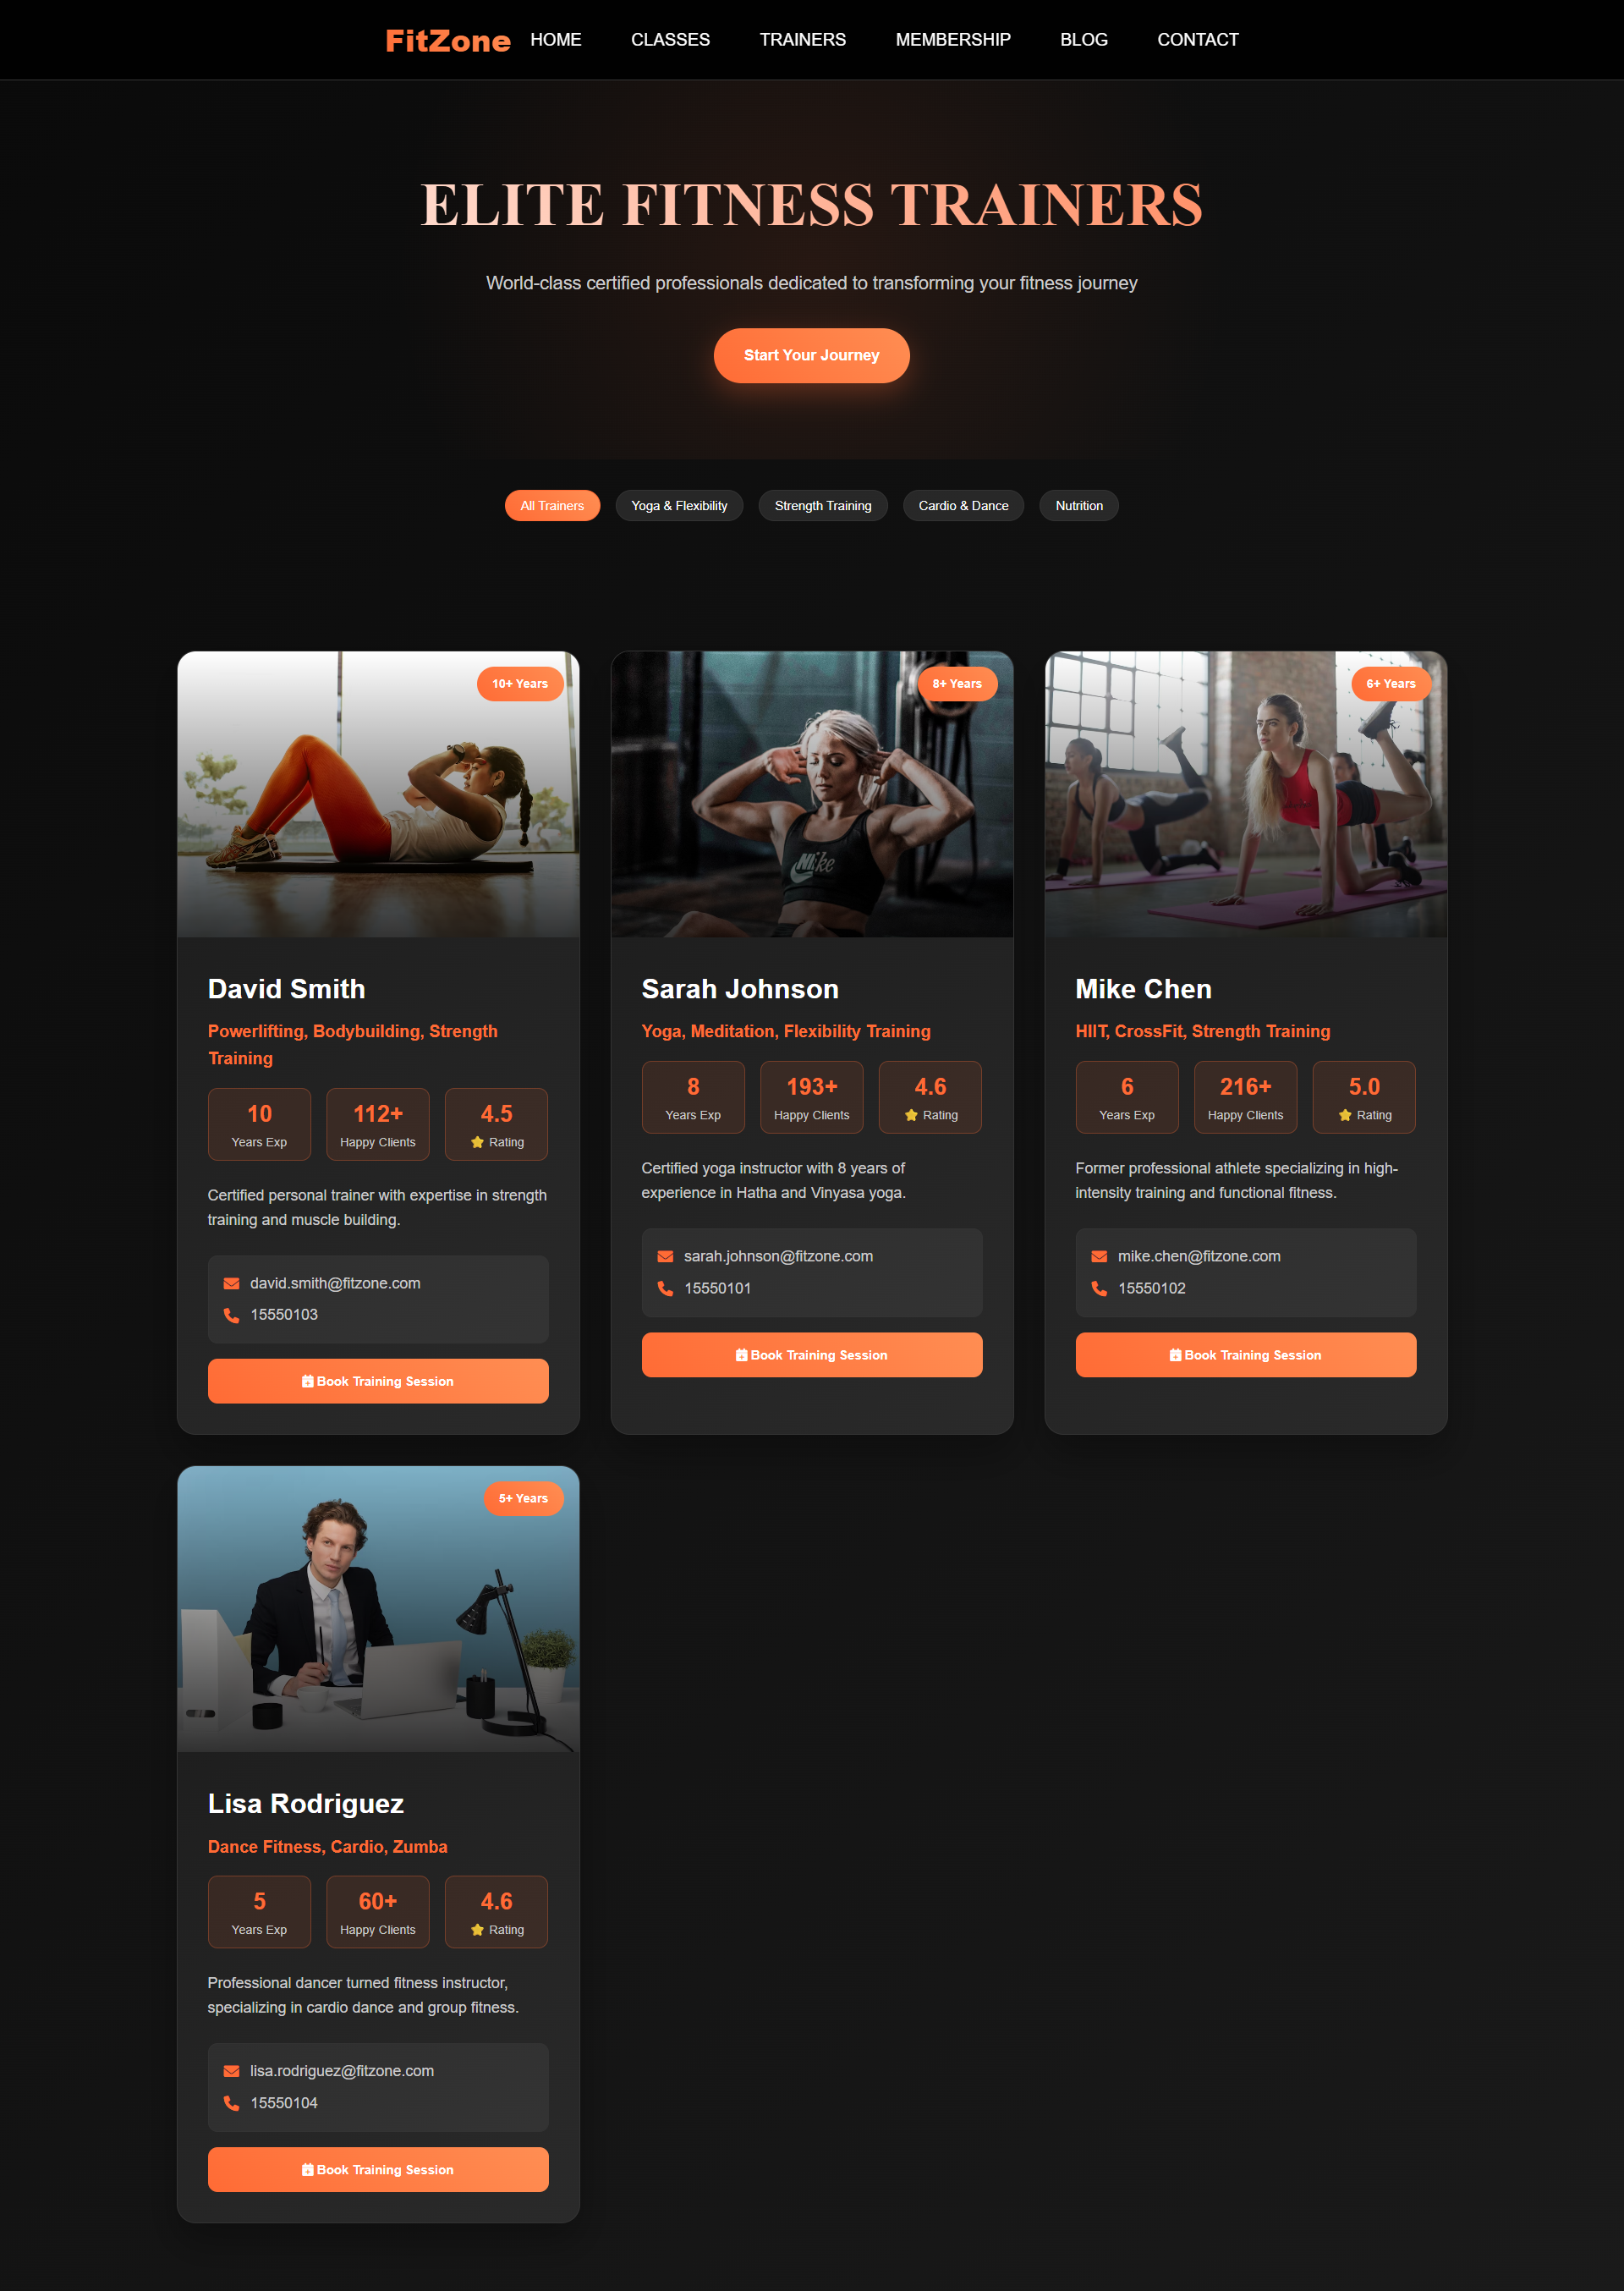 FitZone HOME CLASSES TRAINERS MEMBERSHIP BLOG CONTACT
ELITE FITNESS TRAINERS
World-class certified professionals dedicated to transforming your fitness journey
Start Your Journey
All Trainers Yoga & Flexibility Strength Training Cardio & Dance Nutrition
10+ Years
David Smith
Powerlifting, Bodybuilding, Strength
Training
10 112+ 4.5
Years Exp Happy Clients Rating
Certified personal trainer with expertise in strength
training and muscle building.
david.smith@fitzone.com
15550103
Book Training Session
8+ Years
Nike
Sarah Johnson
Yoga, Meditation, Flexibility Training
8 193+ 4.6
Years Exp Happy Clients Rating
Certified yoga instructor with 8 years of
experience in Hatha and Vinyasa yoga.
sarah.johnson@fitzone.com
15550101
Book Training Session
6+ Years
Mike Chen
HIIT, CrossFit, Strength Training
6 216+ 5.0
Years Exp Happy Clients Rating
Former professional athlete specializing in high-
intensity training and functional fitness.
mike.chen@fitzone.com
15550102
Book Training Session
5+ Years
Lisa Rodriguez
Dance Fitness, Cardio, Zumba
5 60+ 4.6
Years Exp Happy Clients Rating
Professional dancer turned fitness instructor,
specializing in cardio dance and group fitness.
lisa.rodriguez@fitzone.com
15550104
Book Training Session